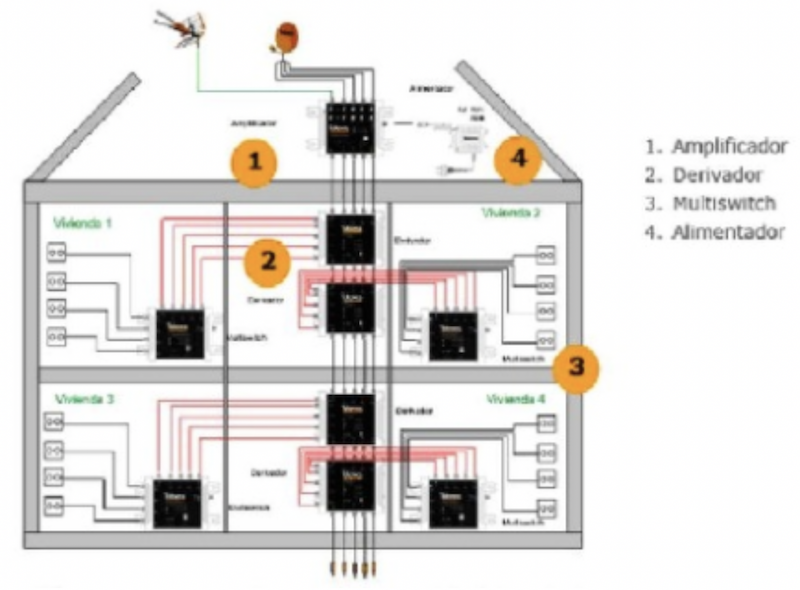 Alimentador
Amplificador
1
4
1. Amplificador
2. Derivador
3. Multiswitch
4. Alimentador
Vivienda 1
Vivienda 2
2
Derivador
Derivador
Multiswitch
Multiswitch
3
Vivienda 3
Vivienda 4
Derivador
Derivador
Multiswitch
Multiswitch